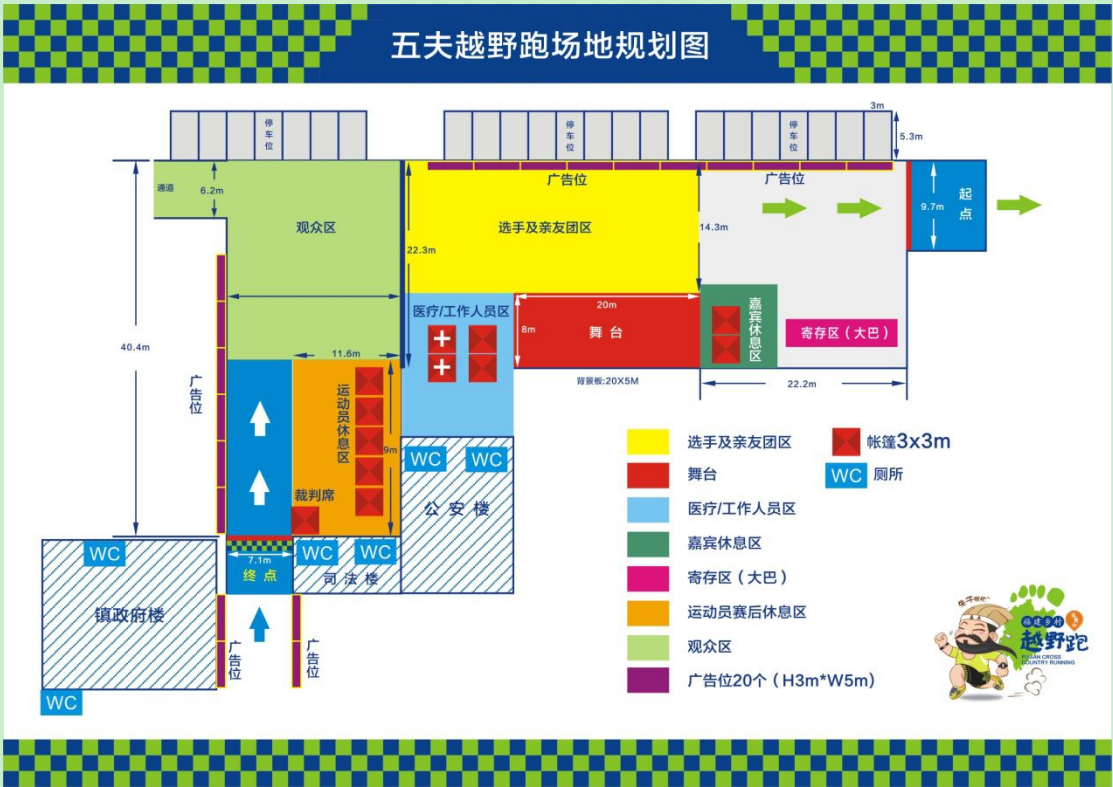 五夫越野跑场地规划图
停车位
停车位
停车位
3m
5.3m
通道
6.2m
观众区
广告位
广告位
选手及亲友团区
22.3m
14.3m
9.7m
起点
40.4m
医疗/工作人员区
20m
8m
舞台
嘉宾休息区
寄存区(大巴)
背景板:20X5M
22.2m
11.6m
广告位
运动员休息区
9m
裁判席
WC
WC
公安楼
WC
7.1m
终点
WC
WC
司法楼
镇政府楼
广告位
广告位
WC
选手及亲友团区
帐篷3x3m
舞台
WC
厕所
医疗/工作人员区
嘉宾休息区
寄存区(大巴)
运动员赛后休息区
观众区
广告位20个(H3m*W5m)
福建乡村
越野跑
FUJIAN CROSS
COUNTRY RUNNING